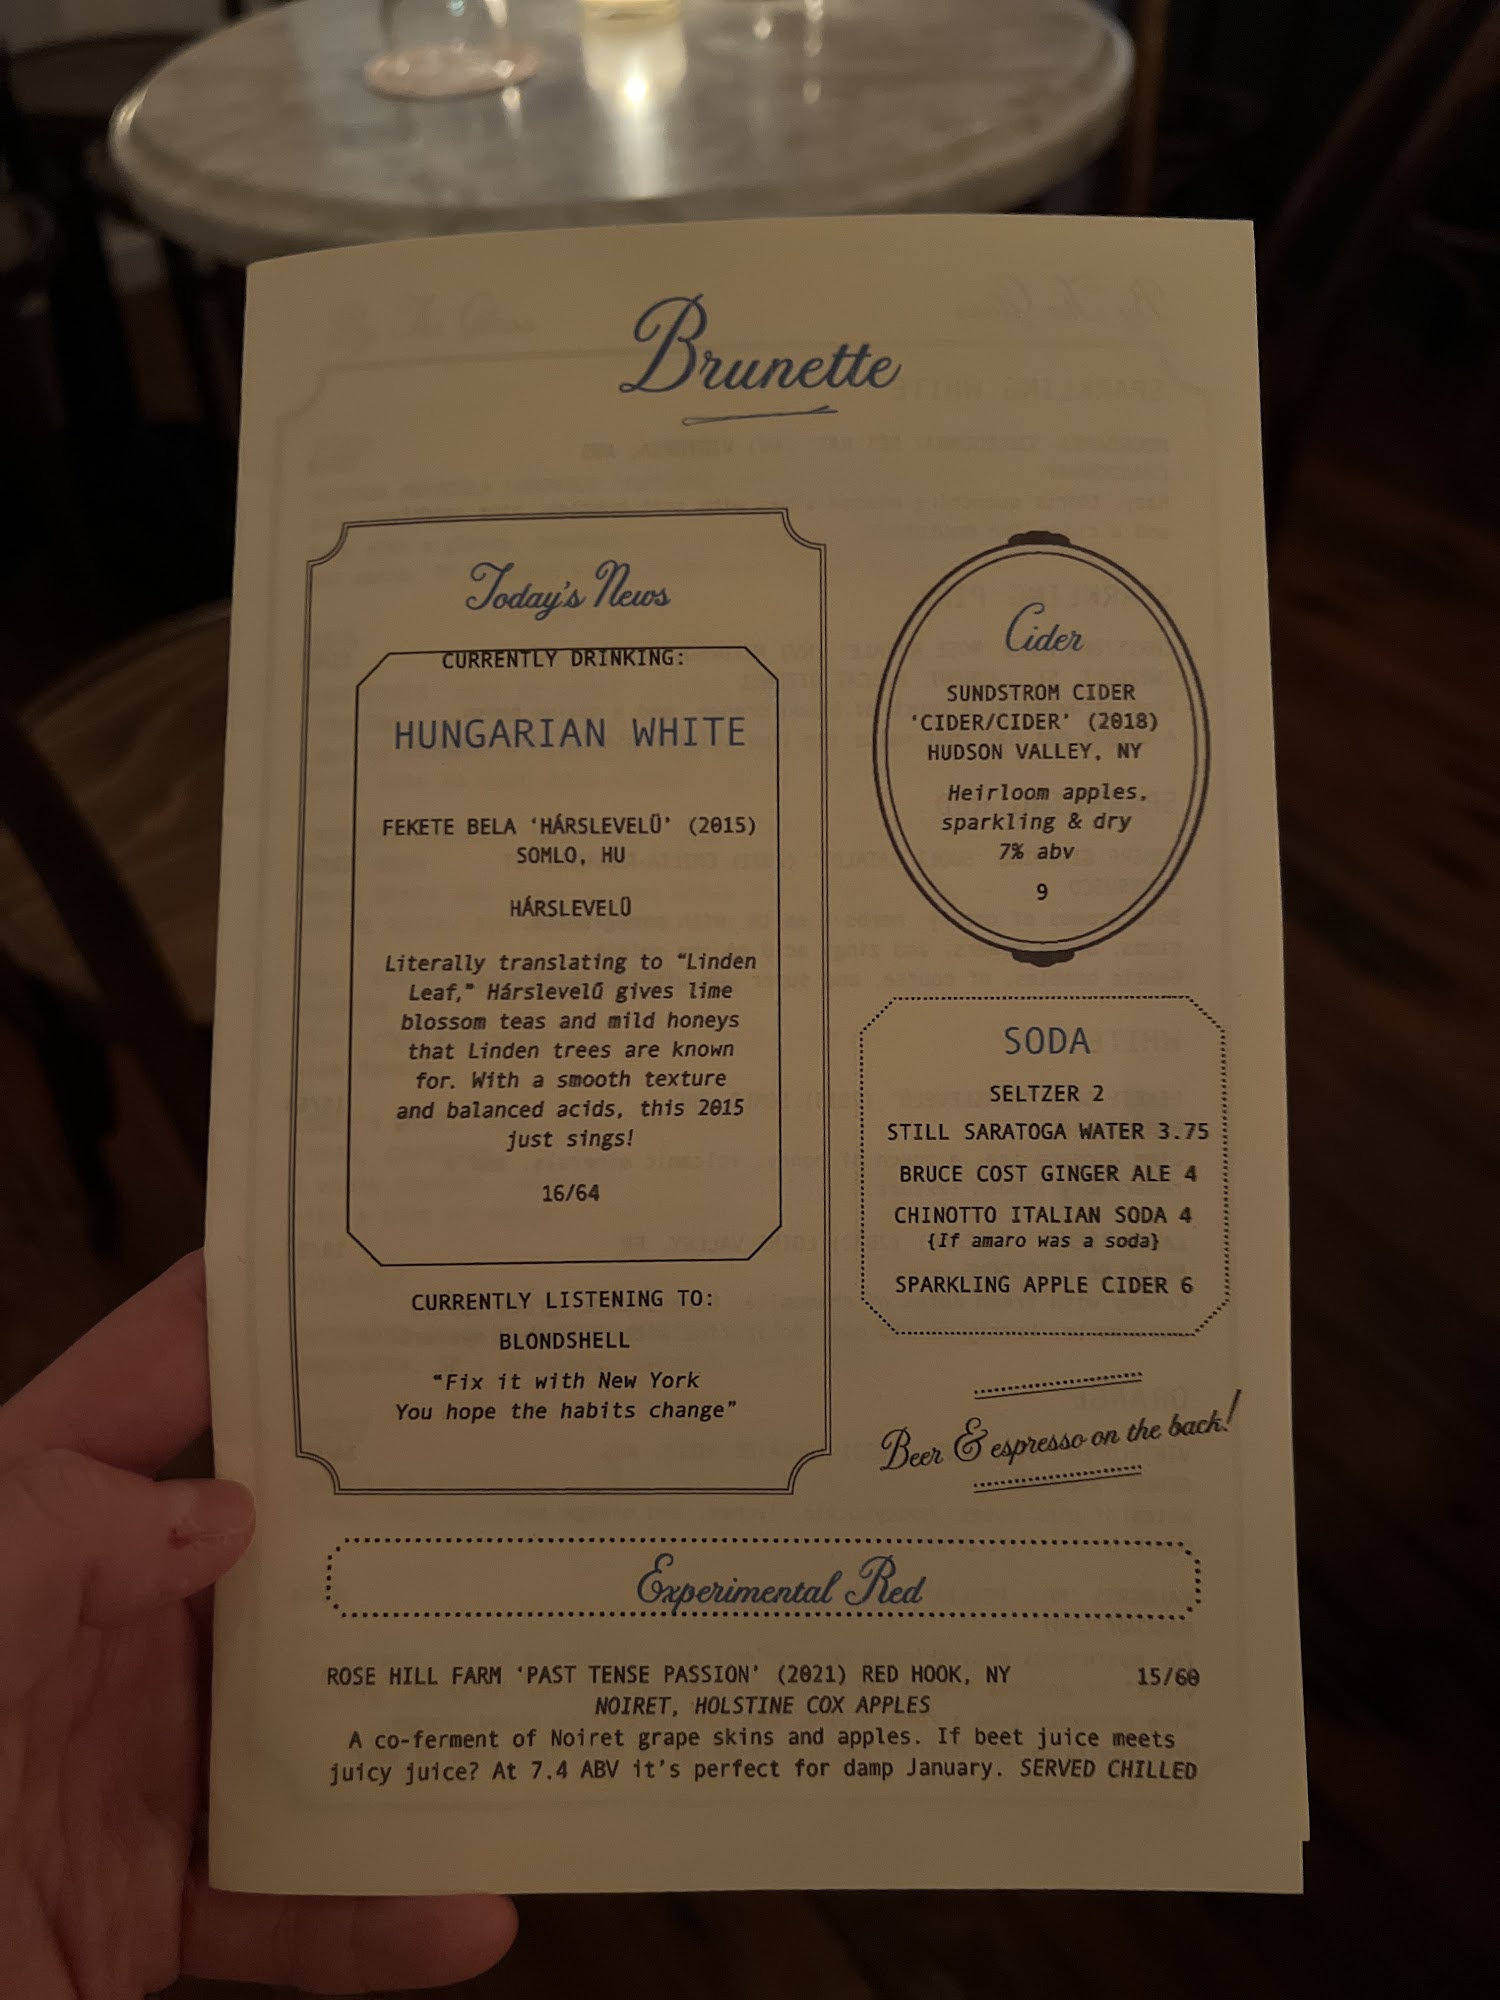 Brunette
Today's News
CURRENTLY DRINKING:
HUNGARIAN WHITE
FEKETE BELA ‘HÁRSLEVELŰ’ (2015)
SOMLO, HU
HÁRSLEVELŰ
Literally translating to “Linden
Leaf,” Hárslevelű gives lime
blossom teas and mild honeys
that Linden trees are known
for. With a smooth texture
and balanced acids, this 2015
just sings!
16/64
CURRENTLY LISTENING TO:
BLONDSHELL
“Fix it with New York
You hope the habits change”
Cider
SUNDSTROM CIDER
‘CIDER/CIDER’ (2018)
HUDSON VALLEY, NY
Heirloom apples,
sparkling & dry
7% abv
9
SODA
SELTZER 2
STILL SARATOGA WATER 3.75
BRUCE COST GINGER ALE 4
CHINOTTO ITALIAN SODA 4
{If amaro was a soda}
SPARKLING APPLE CIDER 6
Beer & espresso on the back!
Experimental Red
ROSE HILL FARM ‘PAST TENSE PASSION’ (2021) RED HOOK, NY 15/60
NOIRET, HOLSTINE COX APPLES
A co-ferment of Noiret grape skins and apples. If beet juice meets
juicy juice? At 7.4 ABV it’s perfect for damp January. SERVED CHILLED